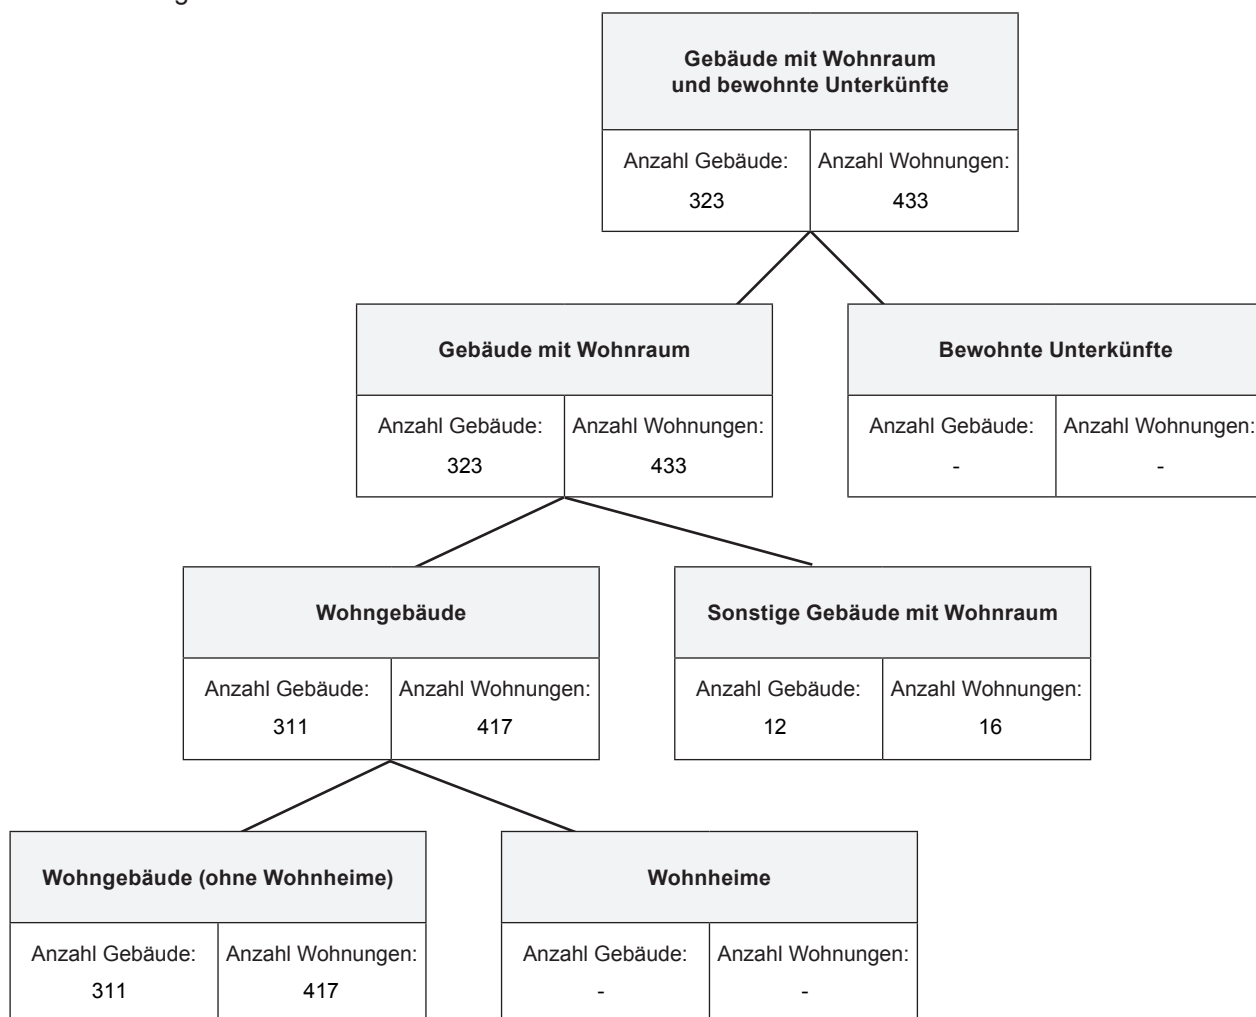 Gebäude mit Wohnraum
und bewohnte Unterkünfte
Anzahl Gebäude: Anzahl Wohnungen:
323 433
Gebäude mit Wohnraum
Anzahl Gebäude: Anzahl Wohnungen:
323 433
Bewohnte Unterkünfte
Anzahl Gebäude: Anzahl Wohnungen:
- -
Wohngebäude
Anzahl Gebäude: Anzahl Wohnungen:
311 417
Sonstige Gebäude mit Wohnraum
Anzahl Gebäude: Anzahl Wohnungen:
12 16
Wohngebäude (ohne Wohnheime)
Anzahl Gebäude: Anzahl Wohnungen:
311 417
Wohnheime
Anzahl Gebäude: Anzahl Wohnungen:
- -